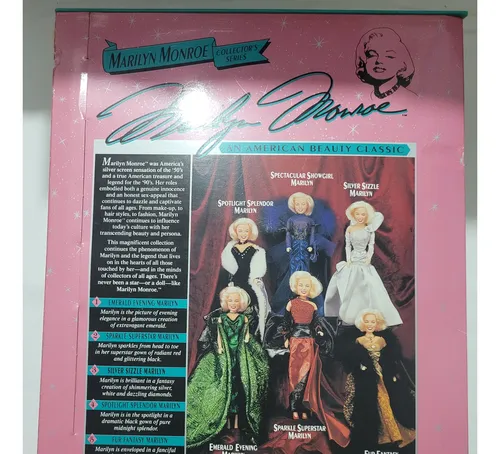 MARILYN MONROE
COLLECTOR'S
SERIES
Marilyn Monroe
AN AMERICAN BEAUTY CLASSIC
Marilyn Monroe™ was America's
silver screen sensation of the '50's
and a true American treasure and
legend for the '90's. Her roles
embodied both a genuine innocence
and an honest sex-appeal that
continues to dazzle and captivate
fans of all ages. From make-up, to
hair styles, to fashion, Marilyn
Monroe™ continues to influence
today's culture with her
transcending beauty and persona.
This magnificent collection
continues the phenomenon of
Marilyn and the legend that lives
on in the hearts of all those
touched by her—and in the minds
of collectors of all ages. There's
never been a star—or a doll—like
Marilyn Monroe.™
1 EMERALD EVENING MARILYN
Marilyn is the picture of evening
elegance in a glamorous creation
of extravagant emerald.
2 SPARKLE SUPERSTAR MARILYN
Marilyn sparkles from head to toe
in her superstar gown of radiant red
and glittering black.
3 SILVER SIZZLE MARILYN
Marilyn is brilliant in a fantasy
creation of shimmering silver,
white and dazzling diamonds.
4 SPOTLIGHT SPLENDOR MARILYN
Marilyn is in the spotlight in a
dramatic black gown of pure
midnight splendor.
5 FUR FANTASY MARILYN
Marilyn is enveloped in a fanciful
SPECTACULAR SHOWGIRL
MARILYN
SPOTLIGHT SPLENDOR
MARILYN
SILVER SIZZLE
MARILYN
SPARKLE SUPERSTAR
MARILYN
EMERALD EVENING
MARILYN
FUR FANTASY